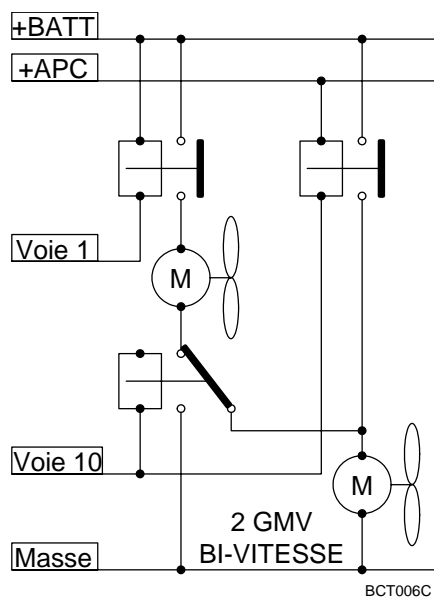 +BATT
+APC
Voie 1
M
Voie 10
M
2 GMV
BI-VITESSE
Masse
BCT006C